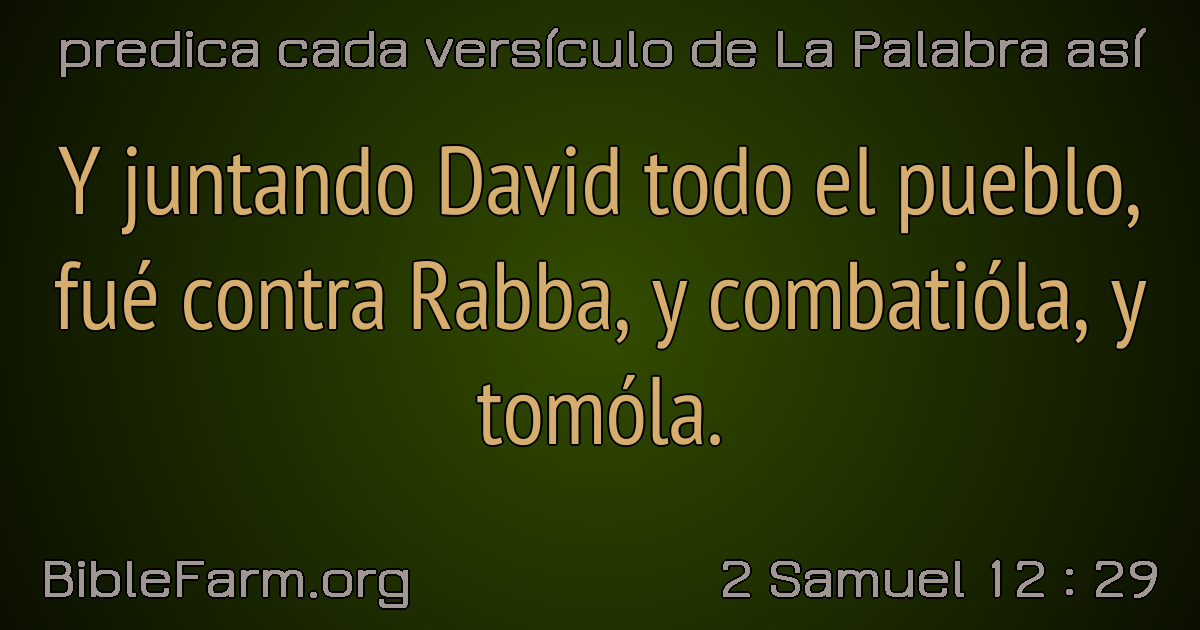 predica cada versículo de La Palabra así
Y juntando David todo el pueblo,
fué contra Rabba, y combatióla, y
tomóla.
BibleFarm.org
2 Samuel 12 : 29